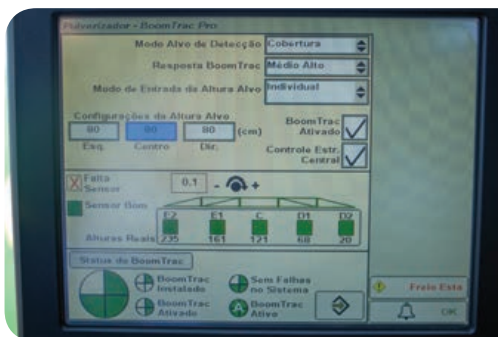 Pulverizador - BoomTrac Pro
Modo Alvo de Detecção Cobertura
Resposta BoomTrac Médio Alto
Modo de Entrada da Altura Alvo Individual
Configurações da Altura Alvo
80 80 80 (cm)
Esq. Centro Dir.
BoomTrac Ativado
Controle Estr. Central
Falta Sensor
0.1 - +
Sensor Bom
E2 E1 C D1 D2
Alturas Reais 235 161 121 68 20
Status do BoomTrac
BoomTrac Instalado
Sem Falhas no Sistema
BoomTrac Ativado
A BoomTrac Ativo
Freio Esta
OK